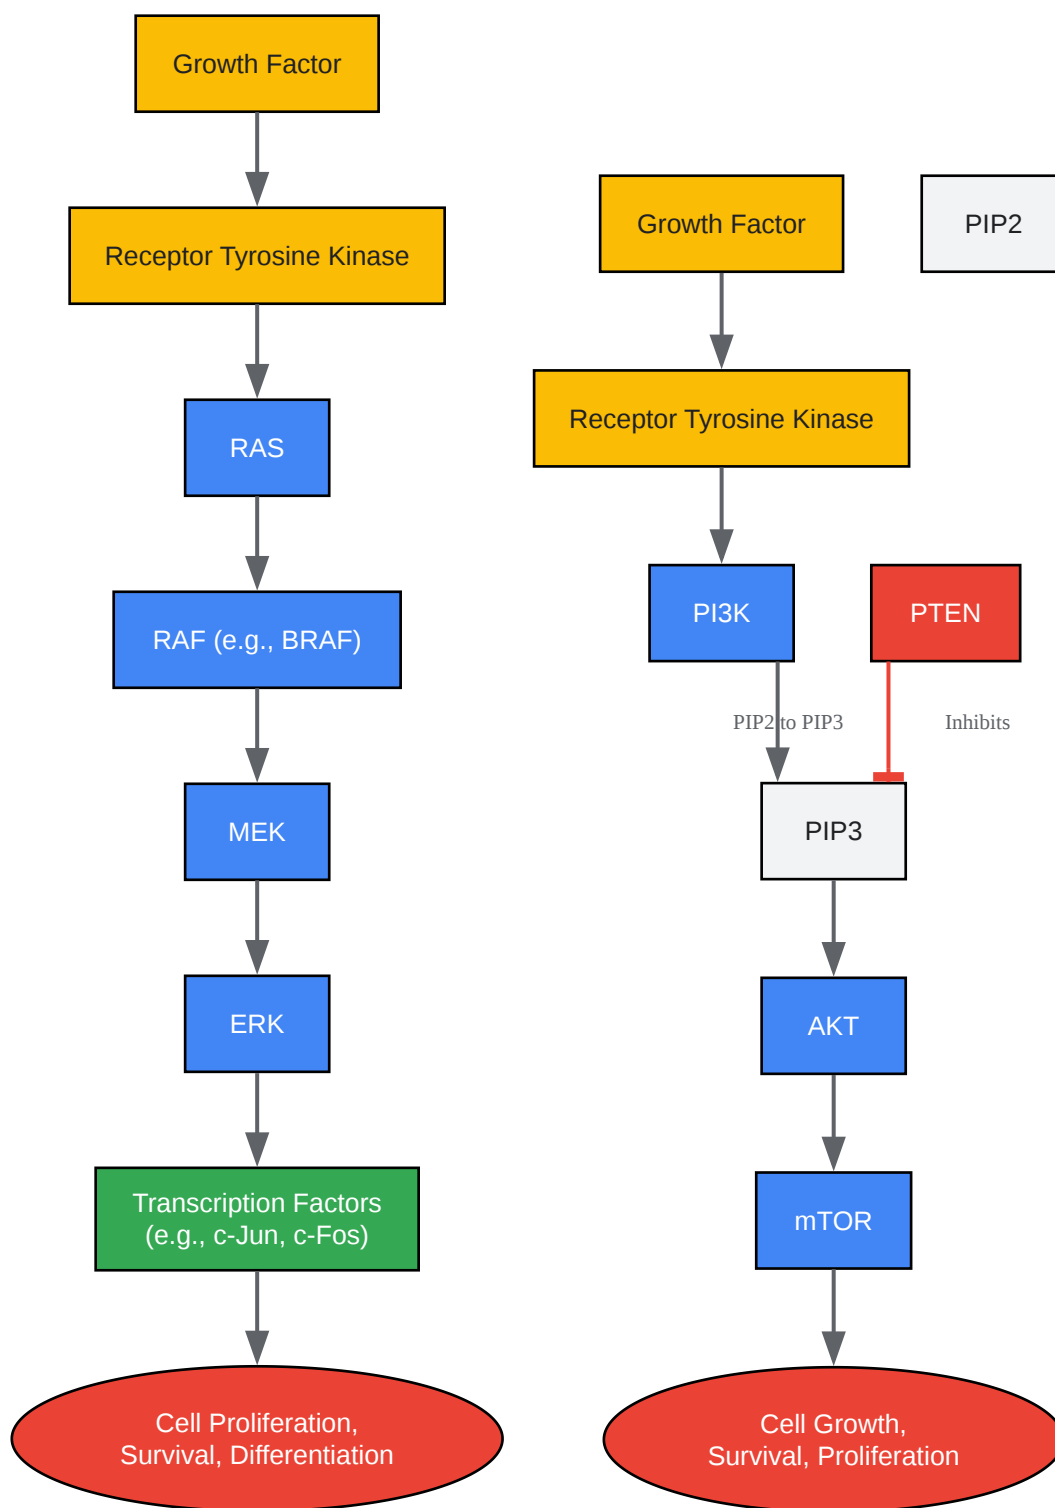 Growth Factor
Receptor Tyrosine Kinase
RAS
RAF (e.g., BRAF)
MEK
ERK
Transcription Factors
(e.g., c-Jun, c-Fos)
Cell Proliferation,
Survival, Differentiation
Growth Factor
PIP2
Receptor Tyrosine Kinase
PI3K
PTEN
PIP2 to PIP3
Inhibits
PIP3
AKT
mTOR
Cell Growth,
Survival, Proliferation